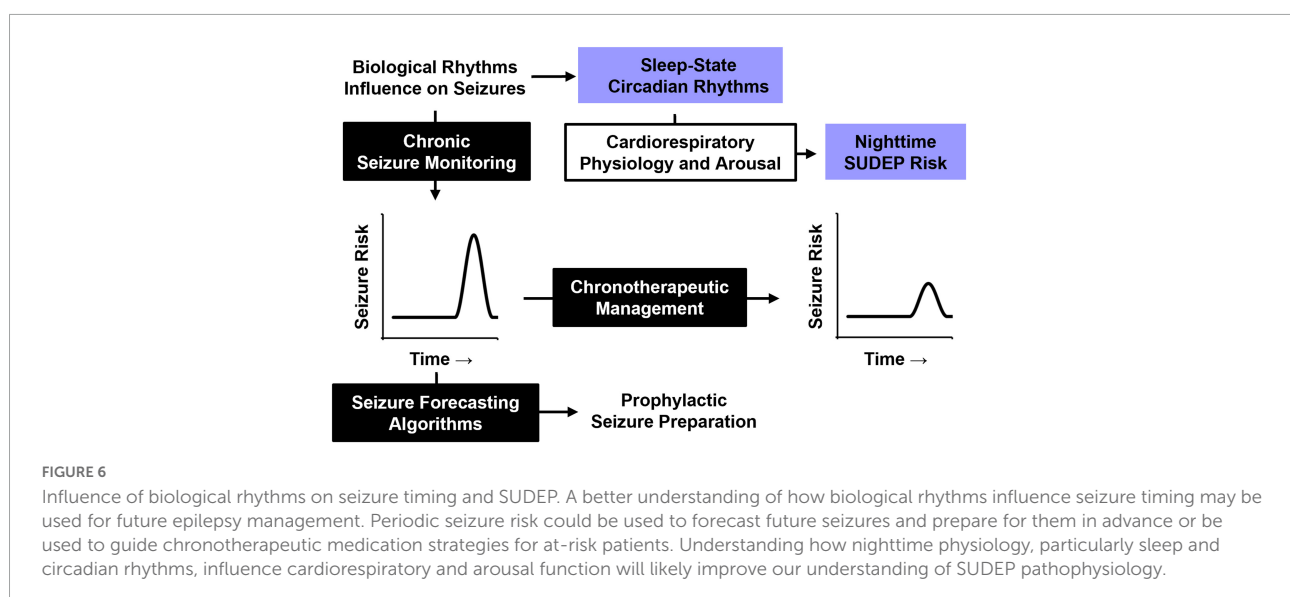 Biological Rhythms
Influence on Seizures
Sleep-State
Circadian Rhythms
Chronic
Seizure Monitoring
Cardiorespiratory
Physiology and Arousal
Nighttime
SUDEP Risk
Seizure Risk
Time →
Chronotherapeutic
Management
Seizure Risk
Time →
Seizure Forecasting
Algorithms
Prophylactic
Seizure Preparation
FIGURE 6
Influence of biological rhythms on seizure timing and SUDEP. A better understanding of how biological rhythms influence seizure timing may be
used for future epilepsy management. Periodic seizure risk could be used to forecast future seizures and prepare for them in advance or be
used to guide chronotherapeutic medication strategies for at-risk patients. Understanding how nighttime physiology, particularly sleep and
circadian rhythms, influence cardiorespiratory and arousal function will likely improve our understanding of SUDEP pathophysiology.